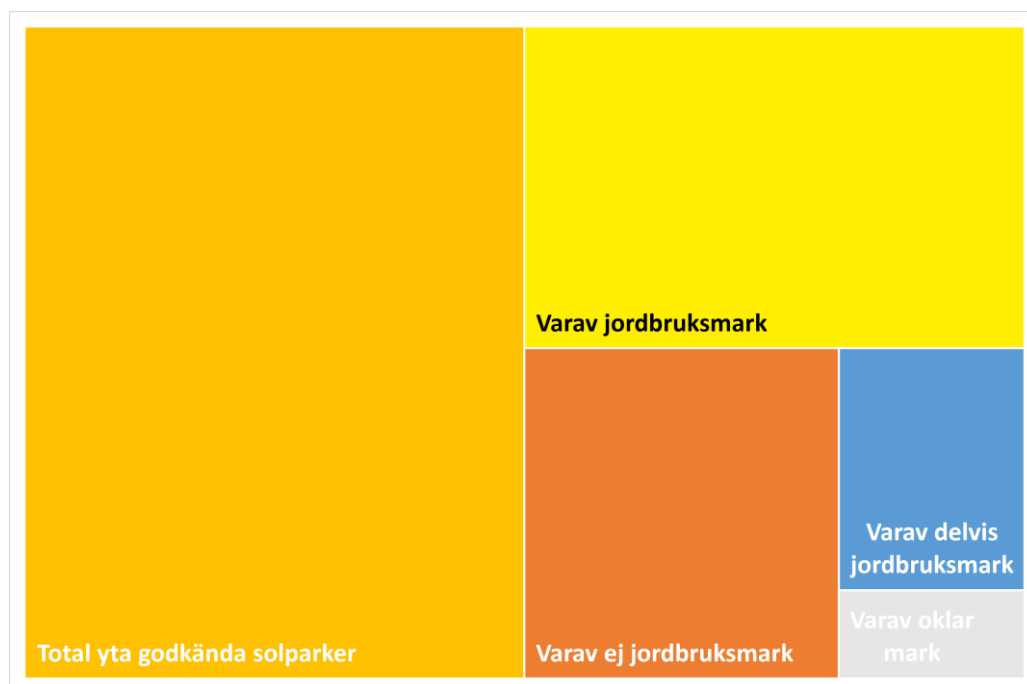 Varav jordbruksmark
Varav delvis
jordbruksmark
Varav oklar
mark
Total yta godkända solparker
Varav ej jordbruksmark